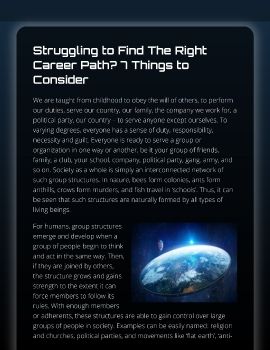 Struggling to Find The Right
Career Path? 7 Things to
Consider
We are taught from childhood to obey the will of others, to perform
our duties, serve our country, our family, the company we work for, a
political party, our country – to serve anyone except ourselves. To
varying degrees, everyone has a sense of duty, responsibility,
necessity and guilt. Everyone is ready to serve a group or
organization in one way or another, be it your group of friends,
family, a club, your school, company, political party, gang, army, and
so on. Society as a whole is simply an interconnected network of
such group structures. In nature, bees form colonies, ants form
anthills, crows form murders, and fish travel in 'schools'. Thus, it can
be seen that such structures are naturally formed by all types of
living beings.
For humans, group structures
emerge and develop when a
group of people begin to think
and act in the same way. Then,
if they are joined by others,
the structure grows and gains
strength to the extent it can
force members to follow its
rules. With enough members
or adherents, these structures are able to gain control over large
groups of people in society. Examples can be easily named: religion
and churches, political parties, and movements like 'flat earth', 'anti-